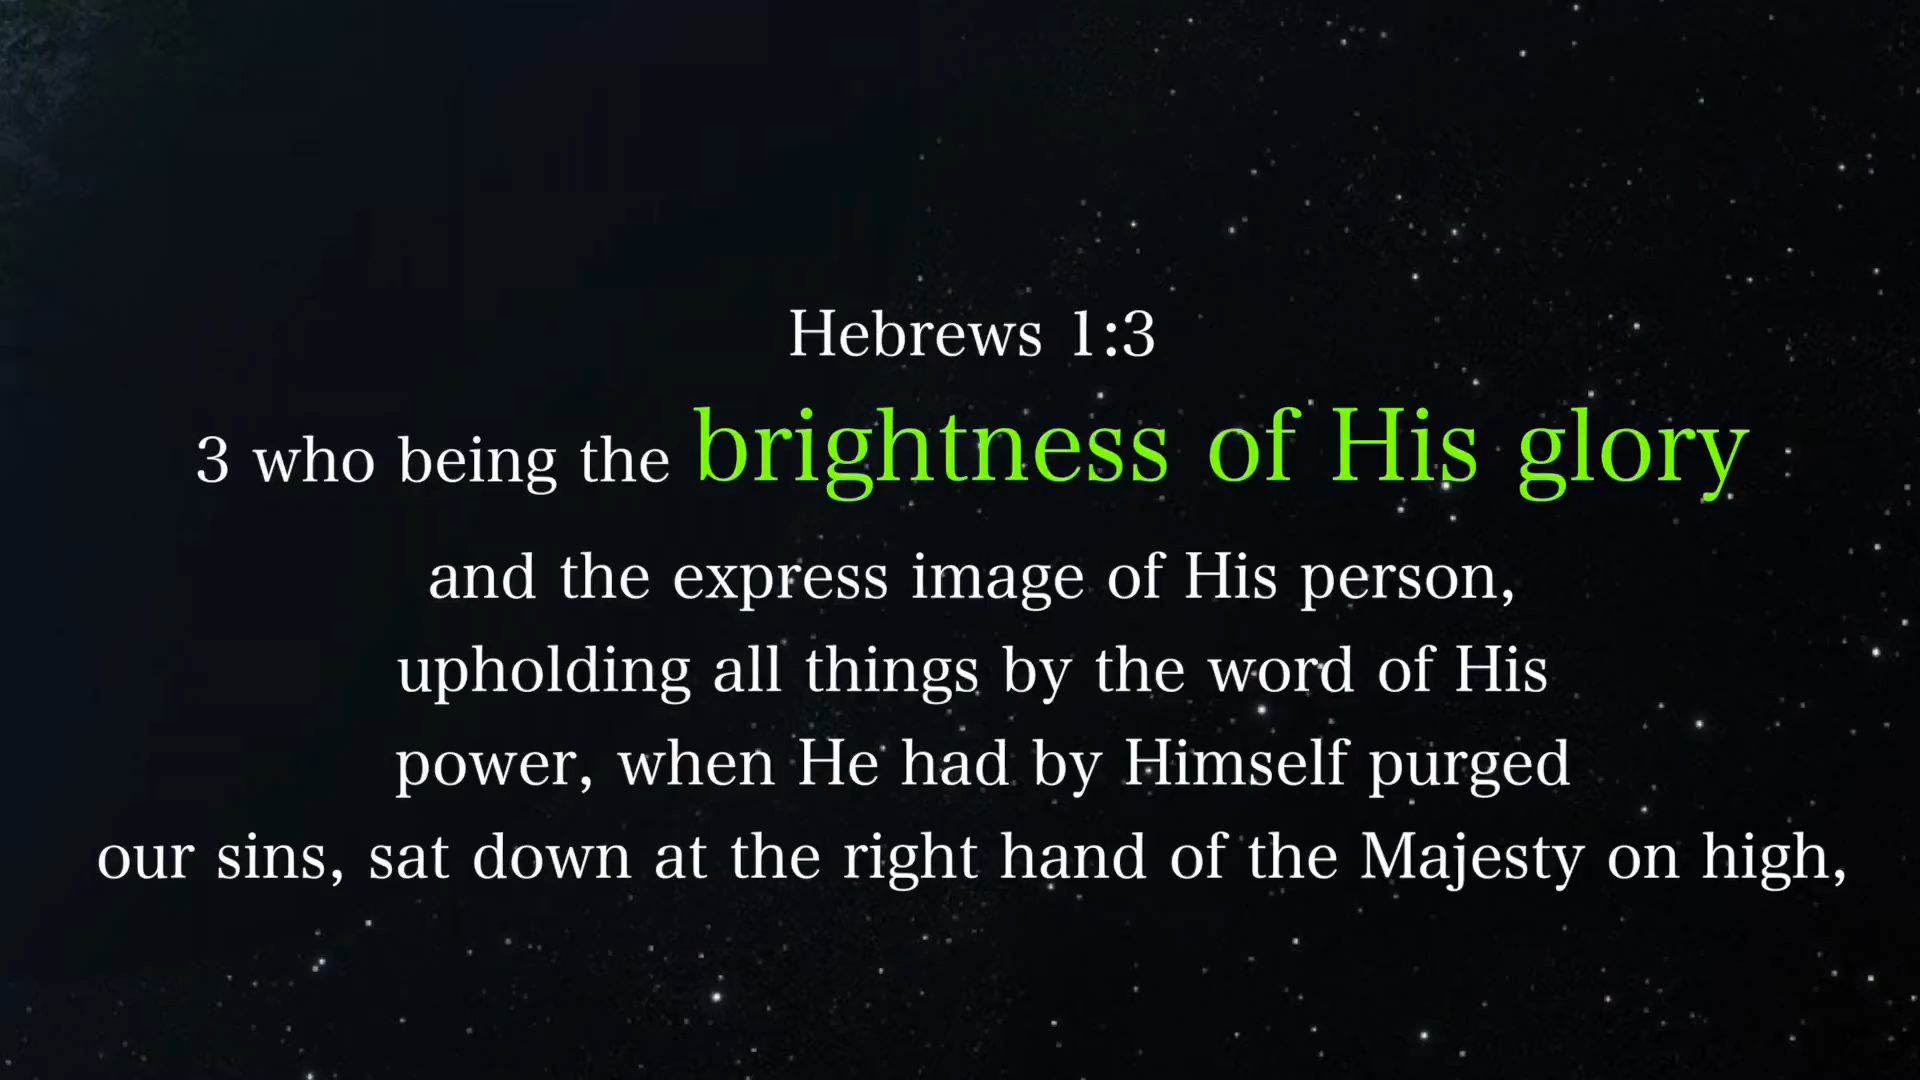 Hebrews 1:3
3 who being the brightness of His glory
and the express image of His person,
upholding all things by the word of His
power, when He had by Himself purged
our sins, sat down at the right hand of the Majesty on high,